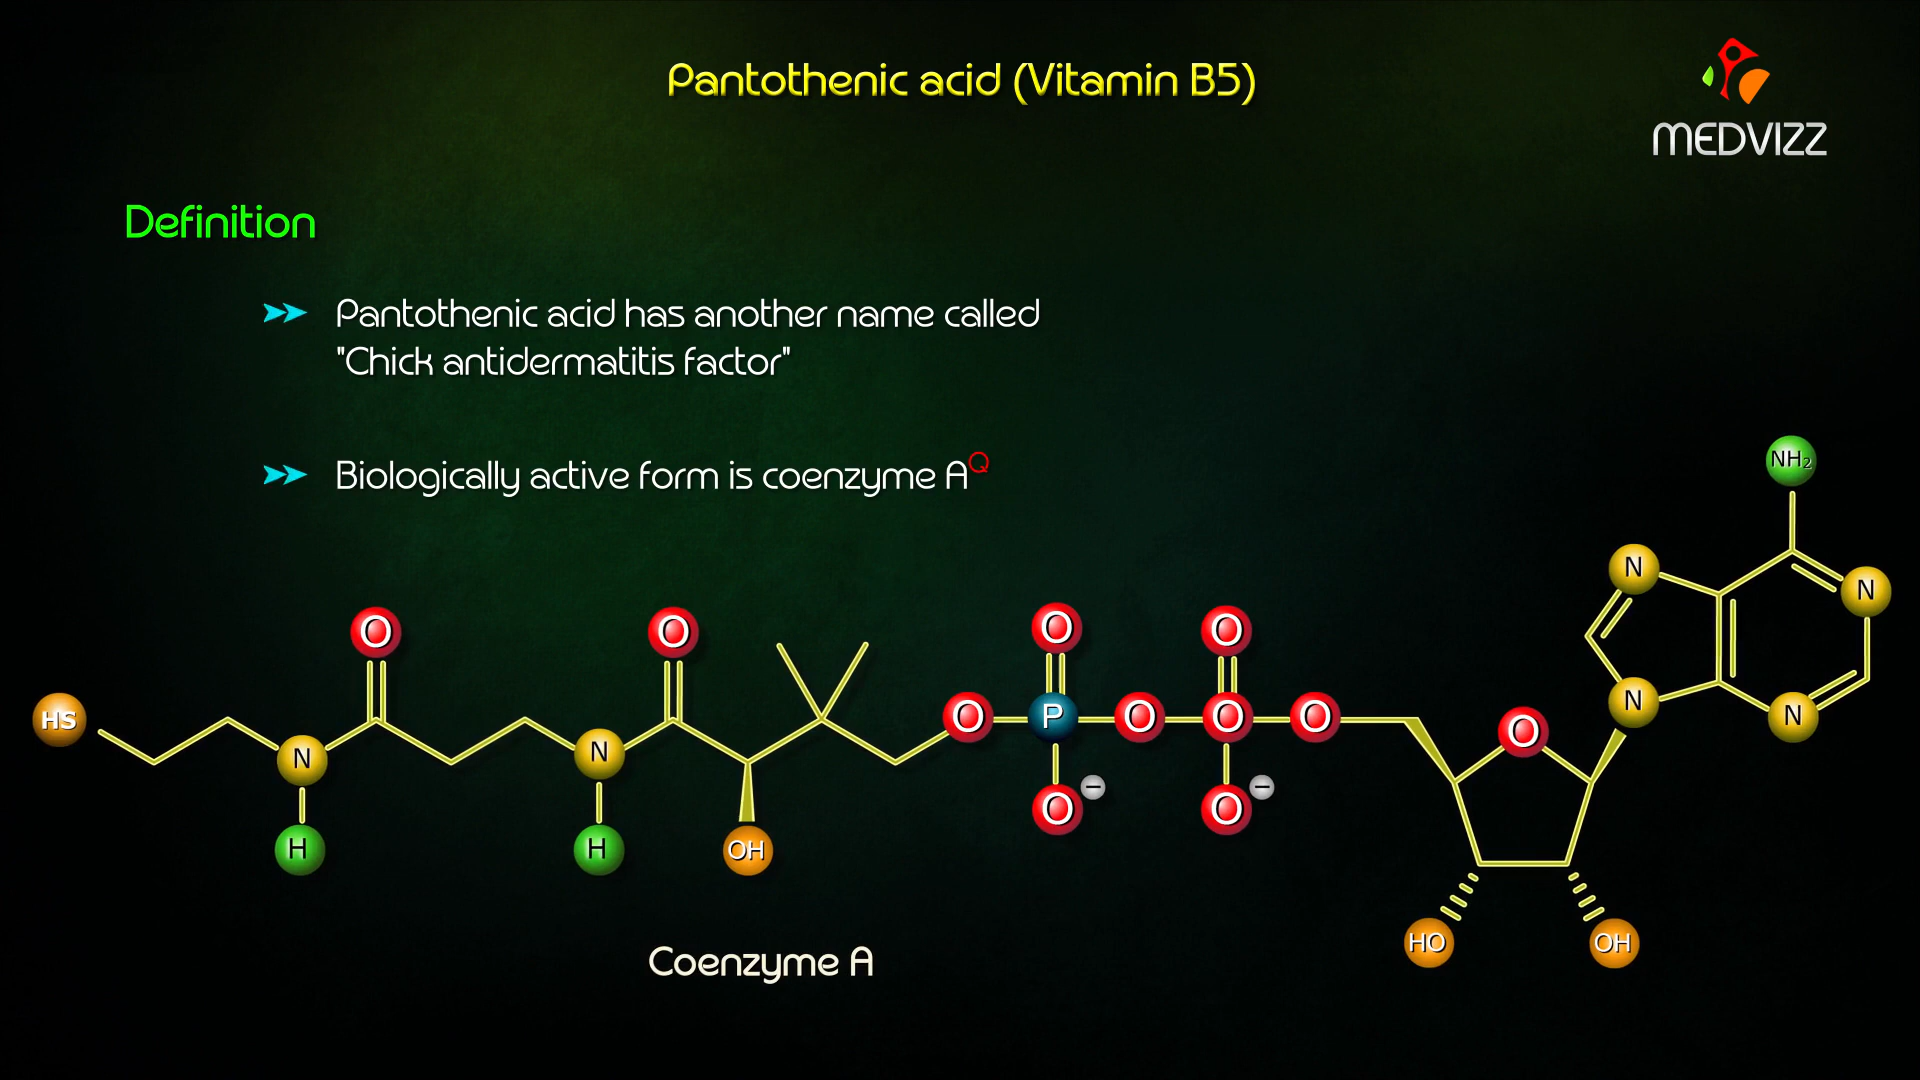 Pantothenic acid (Vitamin B5)
MEDVIZZ
Definition
Pantothenic acid has another name called
"Chick antidermatitis factor"
Biologically active form is coenzyme A Q
NH₂
N
N
O
O
O
O
HS
N
N
O
P
O
O
O
O
N
N
O
O
H
H
OH
HO
OH
Coenzyme A